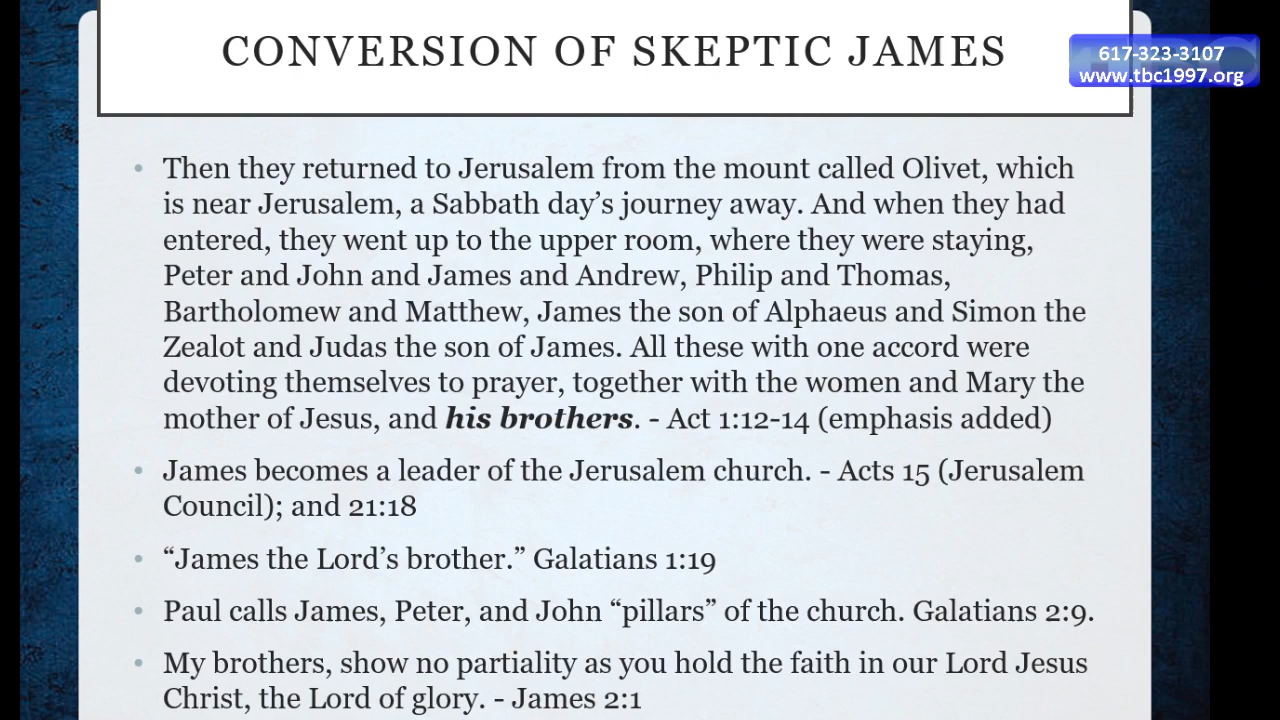 CONVERSION OF SKEPTIC JAMES
617-323-3107
www.tbc1997.org
• Then they returned to Jerusalem from the mount called Olivet, which
is near Jerusalem, a Sabbath day’s journey away. And when they had
entered, they went up to the upper room, where they were staying,
Peter and John and James and Andrew, Philip and Thomas,
Bartholomew and Matthew, James the son of Alphaeus and Simon the
Zealot and Judas the son of James. All these with one accord were
devoting themselves to prayer, together with the women and Mary the
mother of Jesus, and his brothers. - Act 1:12-14 (emphasis added)
• James becomes a leader of the Jerusalem church. - Acts 15 (Jerusalem
Council); and 21:18
• “James the Lord’s brother.” Galatians 1:19
• Paul calls James, Peter, and John “pillars” of the church. Galatians 2:9.
• My brothers, show no partiality as you hold the faith in our Lord Jesus
Christ, the Lord of glory. - James 2:1